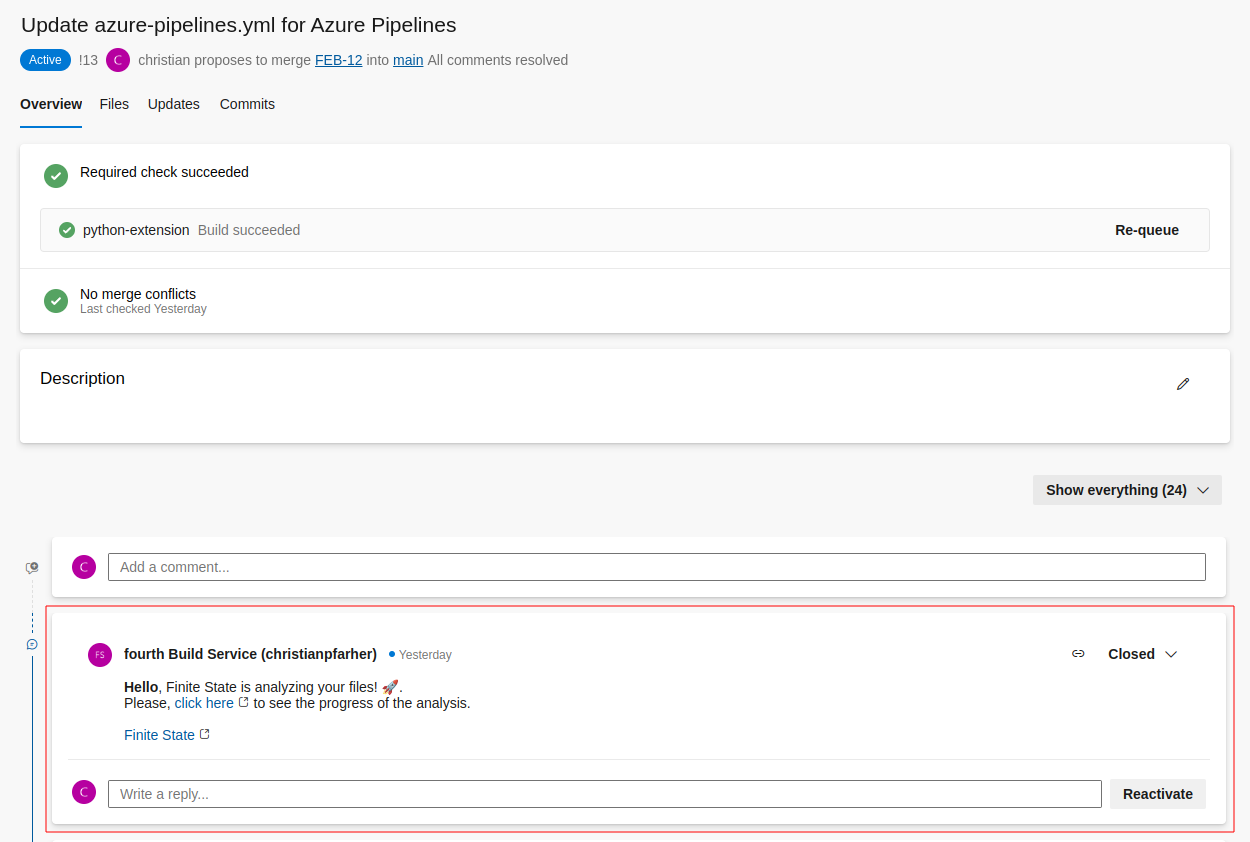 Update azure-pipelines.yml for Azure Pipelines
Active !13 C christian proposes to merge FEB-12 into main All comments resolved
Overview Files Updates Commits
Required check succeeded
python-extension Build succeeded Re-queue
No merge conflicts
Last checked Yesterday
Description
Show everything (24)
C Add a comment...
FS fourth Build Service (christianpfarher) Yesterday Closed
Hello, Finite State is analyzing your files! 🚀.
Please, click here to see the progress of the analysis.
Finite State
C Write a reply... Reactivate